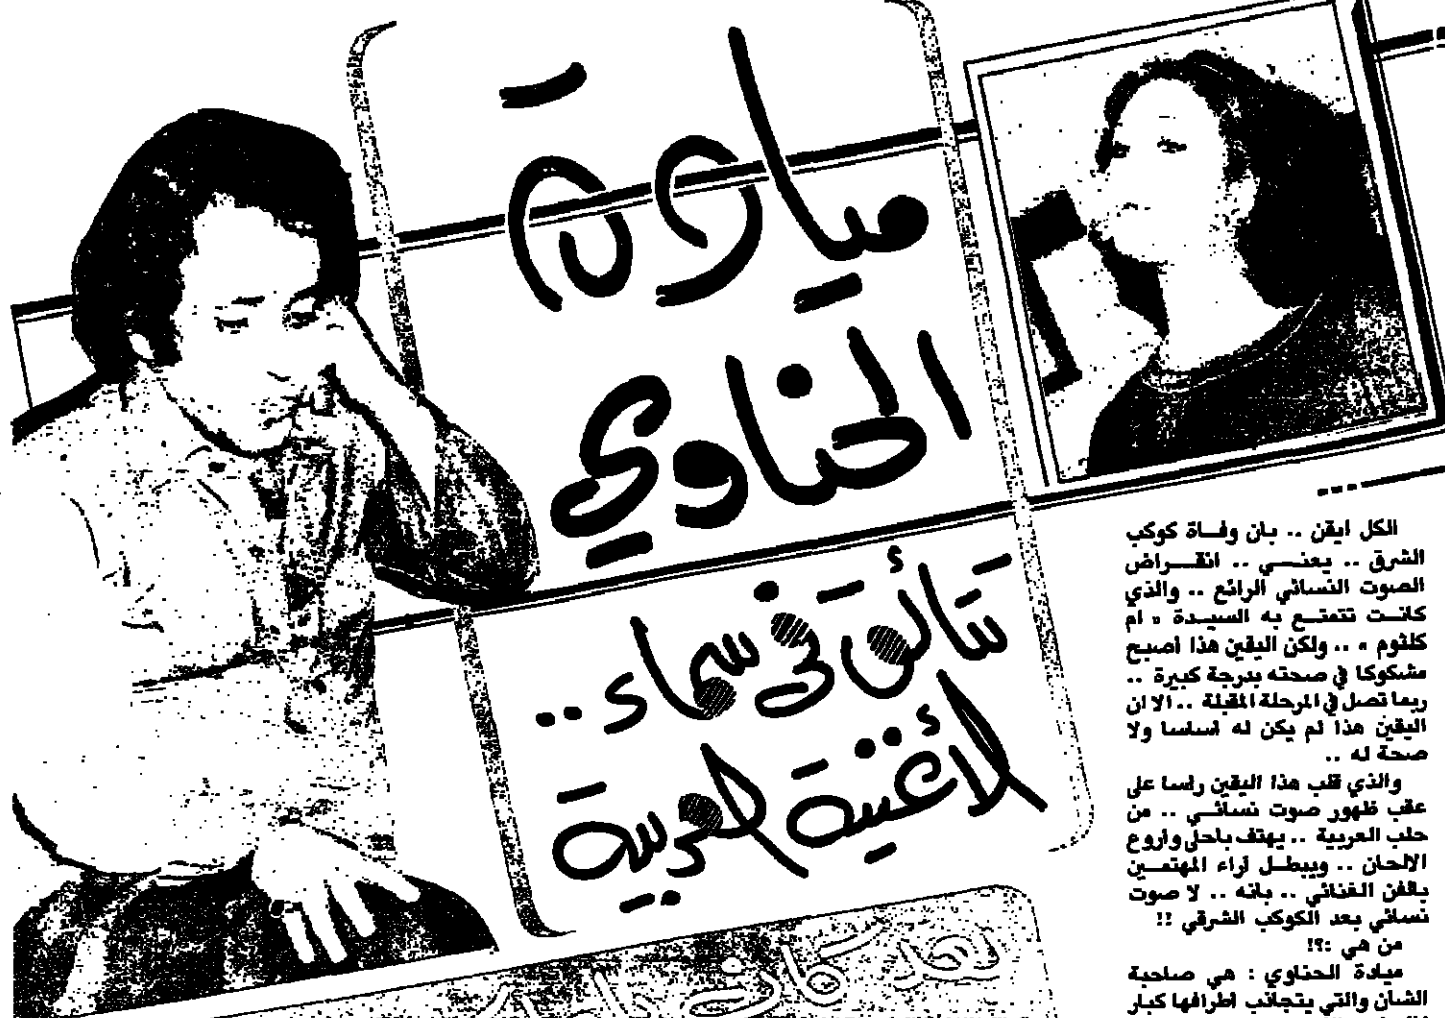 ميادة
الحناوي
تتألق في سماء ..
الأغنية العربية
الكل ايقن .. بان وفاة كوكب
الشرق .. يعني .. انقراض
الصوت النسائي الرائع .. والذي
كانت تتمتع به السيدة « ام
كلثوم » .. ولكن اليقين هذا اصبح
مشكوكا في صحته بدرجة كبيرة ..
ربما تصل في المرحلة المقبلة .. الا ان
اليقين هذا لم يكن له اساسا ولا
صحة له ..
والذي قلب هذا اليقين راسا على
عقب ظهور صوت نسائي .. من
حلب العربية .. يهتف باحلى واروع
الالحان .. ويبطل اراء المهتمين
بالفن الغنائي .. بانه .. لا صوت
نسائي بعد الكوكب الشرقي !!
من هي :؟!
ميادة الحناوي : هي صاحبة
الشان والتي يتجاذب اطرافها كبار